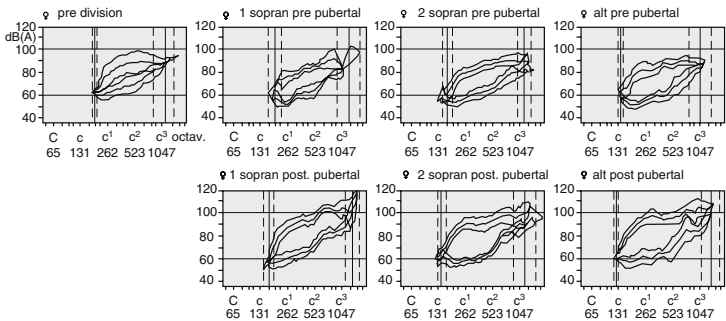 ♀ pre division
120
dB(A)
100
80
60
40
C c c¹ c² c³ octav.
65 131 262 523 1047
♀ 1 sopran pre pubertal
120
100
80
60
40
C c c¹ c² c³
65 131 262 523 1047
♀ 2 sopran pre pubertal
120
100
80
60
40
C c c¹ c² c³
65 131 262 523 1047
♀ alt pre pubertal
120
100
80
60
40
C c c¹ c² c³
65 131 262 523 1047
♀ 1 sopran post. pubertal
120
100
80
60
40
C c c¹ c² c³
65 131 262 523 1047
♀ 2 sopran post. pubertal
120
100
80
60
40
C c c¹ c² c³
65 131 262 523 1047
♀ alt post pubertal
120
100
80
60
40
C c c¹ c² c³
65 131 262 523 1047